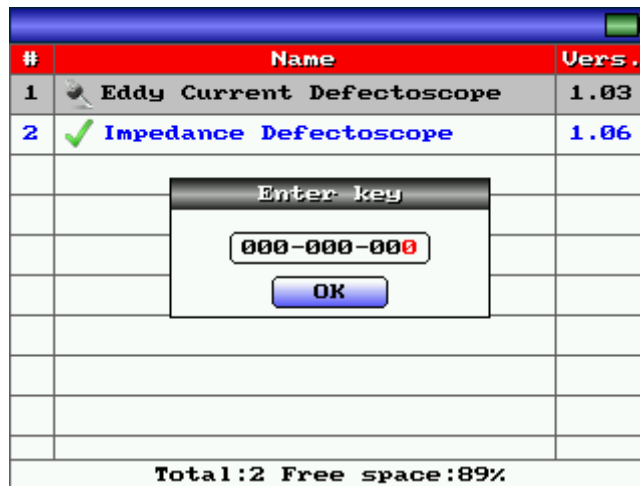 # Name Vers.
1 Eddy Current Defectoscope 1.03
2 Impedance Defectoscope 1.06
Enter key
000-000-000
OK
Total:2 Free space:89%